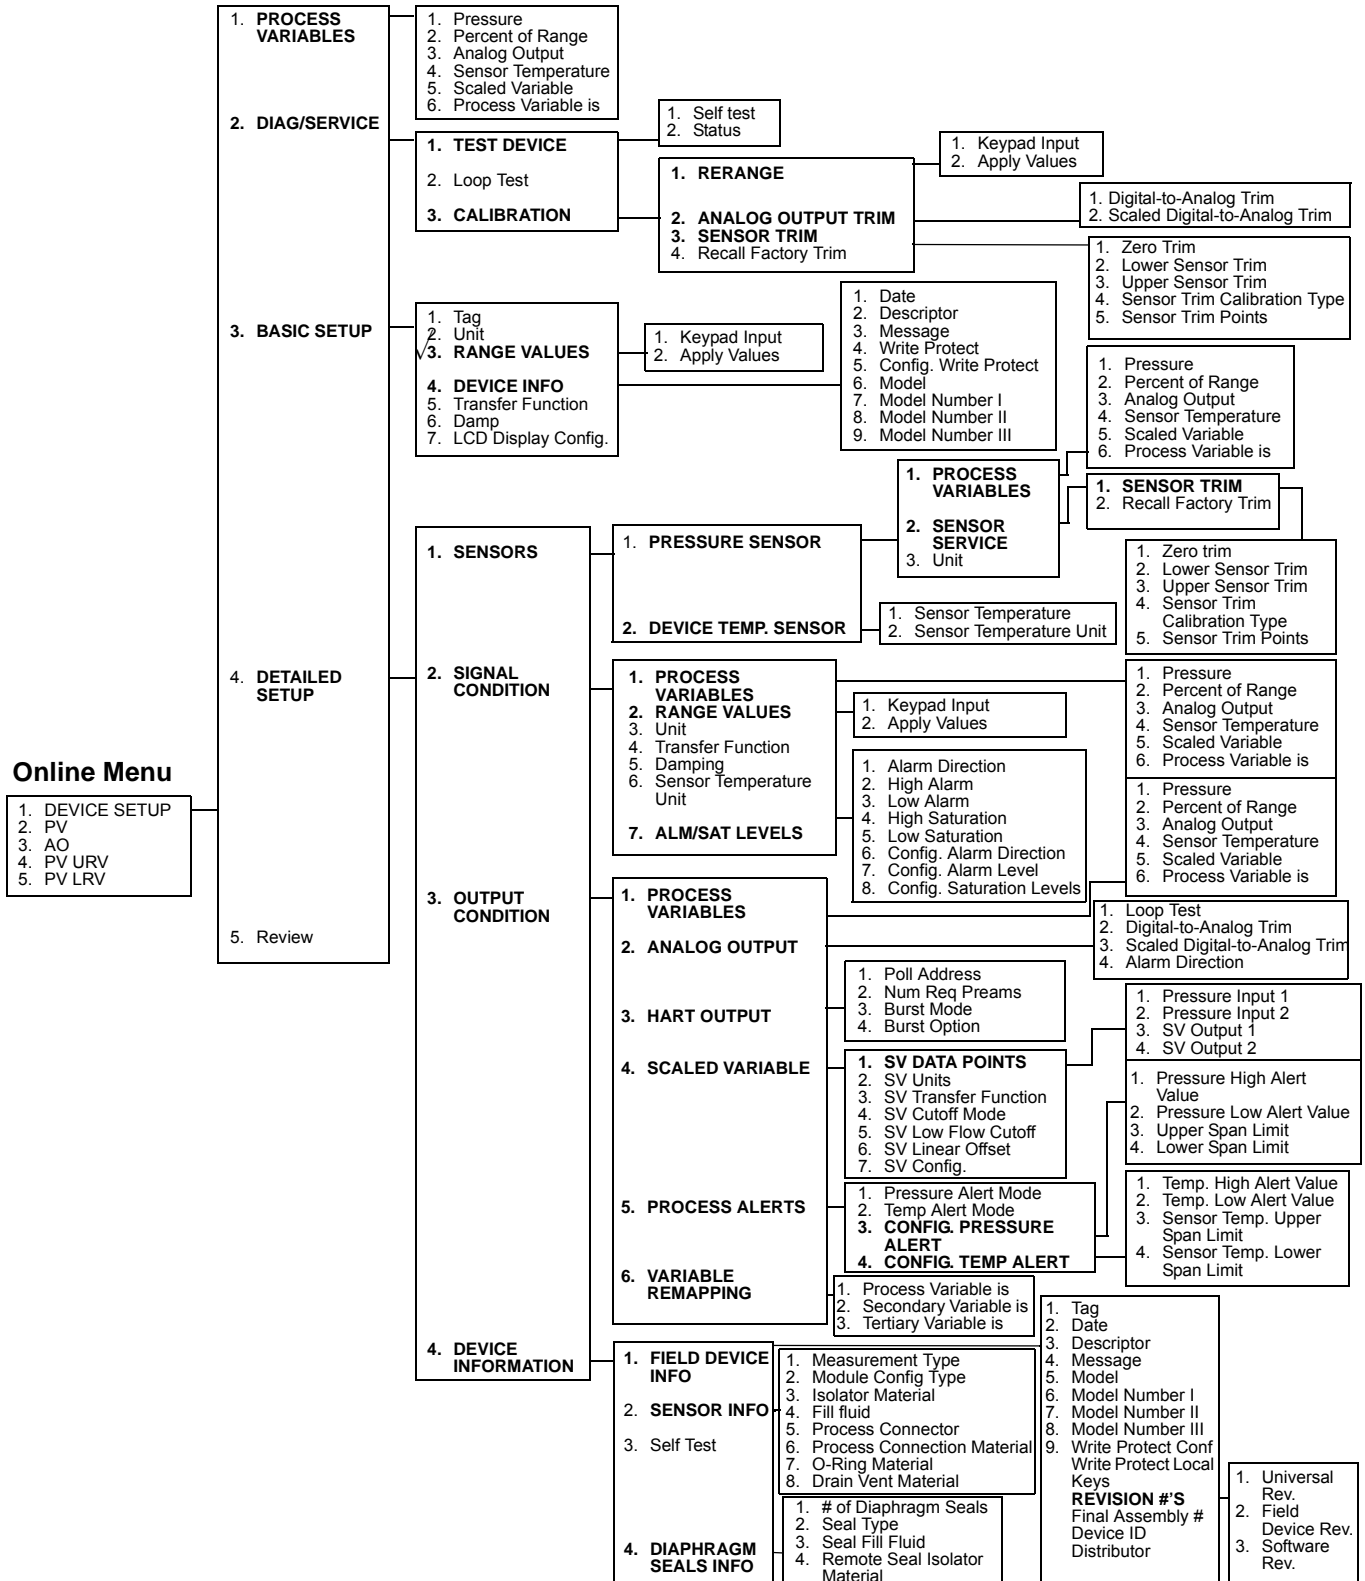 1. PROCESS
VARIABLES
1. Pressure
2. Percent of Range
3. Analog Output
4. Sensor Temperature
5. Scaled Variable
6. Process Variable is
2. DIAG/SERVICE
1. TEST DEVICE
2. Loop Test
3. CALIBRATION
1. Self test
2. Status
1. RERANGE
2. ANALOG OUTPUT TRIM
3. SENSOR TRIM
4. Recall Factory Trim
1. Keypad Input
2. Apply Values
1. Digital-to-Analog Trim
2. Scaled Digital-to-Analog Trim
1. Zero Trim
2. Lower Sensor Trim
3. Upper Sensor Trim
4. Sensor Trim Calibration Type
5. Sensor Trim Points
3. BASIC SETUP
1. Tag
2. Unit
3. RANGE VALUES
4. DEVICE INFO
5. Transfer Function
6. Damp
7. LCD Display Config.
1. Keypad Input
2. Apply Values
1. Date
2. Descriptor
3. Message
4. Write Protect
5. Config. Write Protect
6. Model
7. Model Number I
8. Model Number II
9. Model Number III
1. PROCESS
VARIABLES
2. SENSOR
SERVICE
3. Unit
1. Pressure
2. Percent of Range
3. Analog Output
4. Sensor Temperature
5. Scaled Variable
6. Process Variable is
1. SENSOR TRIM
2. Recall Factory Trim
1. Zero trim
2. Lower Sensor Trim
3. Upper Sensor Trim
4. Sensor Trim
Calibration Type
5. Sensor Trim Points
4. DETAILED
SETUP
1. SENSORS
1. PRESSURE SENSOR
2. DEVICE TEMP. SENSOR
1. Sensor Temperature
2. Sensor Temperature Unit
2. SIGNAL
CONDITION
1. PROCESS
VARIABLES
2. RANGE VALUES
3. Unit
4. Transfer Function
5. Damping
6. Sensor Temperature
Unit
7. ALM/SAT LEVELS
1. Pressure
2. Percent of Range
3. Analog Output
4. Sensor Temperature
5. Scaled Variable
6. Process Variable is
1. Keypad Input
2. Apply Values
1. Alarm Direction
2. High Alarm
3. Low Alarm
4. High Saturation
5. Low Saturation
6. Config. Alarm Direction
7. Config. Alarm Level
8. Config. Saturation Levels
Online Menu
1. DEVICE SETUP
2. PV
3. AO
4. PV URV
5. PV LRV
5. Review
3. OUTPUT
CONDITION
1. PROCESS
VARIABLES
2. ANALOG OUTPUT
3. HART OUTPUT
4. SCALED VARIABLE
5. PROCESS ALERTS
6. VARIABLE
REMAPPING
1. Pressure
2. Percent of Range
3. Analog Output
4. Sensor Temperature
5. Scaled Variable
6. Process Variable is
1. Loop Test
2. Digital-to-Analog Trim
3. Scaled Digital-to-Analog Trim
4. Alarm Direction
1. Poll Address
2. Num Req Preams
3. Burst Mode
4. Burst Option
1. SV DATA POINTS
2. SV Units
3. SV Transfer Function
4. SV Cutoff Mode
5. SV Low Flow Cutoff
6. SV Linear Offset
7. SV Config.
1. Pressure Input 1
2. Pressure Input 2
3. SV Output 1
4. SV Output 2
1. Pressure Alert Mode
2. Temp Alert Mode
3. CONFIG. PRESSURE
ALERT
4. CONFIG. TEMP ALERT
1. Pressure High Alert
Value
2. Pressure Low Alert Value
3. Upper Span Limit
4. Lower Span Limit
1. Temp. High Alert Value
2. Temp. Low Alert Value
3. Sensor Temp. Upper
Span Limit
4. Sensor Temp. Lower
Span Limit
1. Process Variable is
2. Secondary Variable is
3. Tertiary Variable is
4. DEVICE
INFORMATION
1. FIELD DEVICE
INFO
2. SENSOR INFO
3. Self Test
4. DIAPHRAGM
SEALS INFO
1. Measurement Type
2. Module Config Type
3. Isolator Material
4. Fill fluid
5. Process Connector
6. Process Connection Material
7. O-Ring Material
8. Drain Vent Material
1. # of Diaphragm Seals
2. Seal Type
3. Seal Fill Fluid
4. Remote Seal Isolator
Material
1. Tag
2. Date
3. Descriptor
4. Message
5. Model
6. Model Number I
7. Model Number II
8. Model Number III
9. Write Protect Conf
Write Protect Local
Keys
REVISION #'S
Final Assembly #
Device ID
Distributor
1. Universal
Rev.
2. Field
Device Rev.
3. Software
Rev.